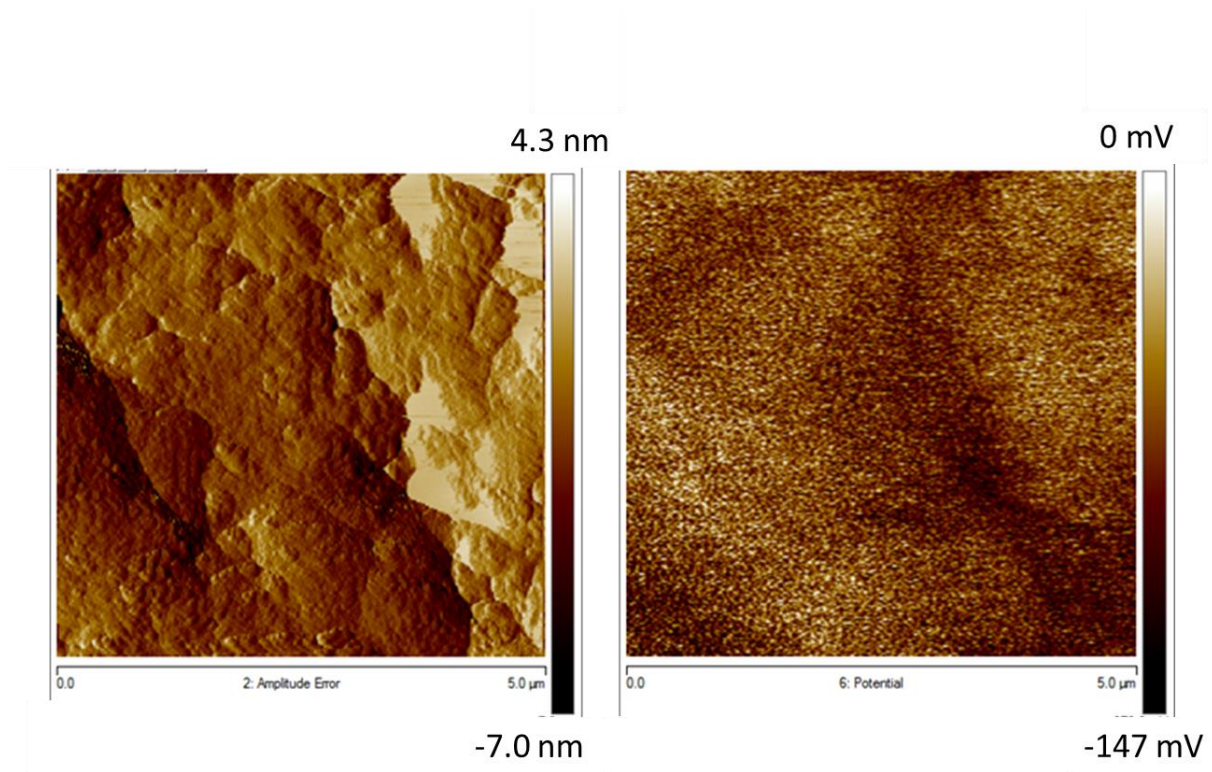 4.3 nm
0 mV
0.0 2: Amplitude Error 5.0 µm
0.0 6: Potential 5.0 µm
-7.0 nm
-147 mV